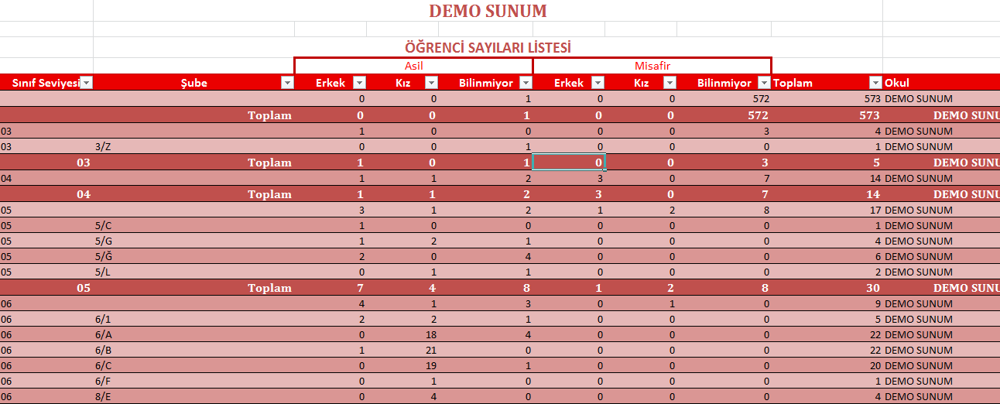 DEMO SUNUM
ÖĞRENCİ SAYILARI LİSTESİ
Asil Misafir
Sınıf Seviyesi Şube Erkek Kız Bilinmiyor Erkek Kız Bilinmiyor Toplam Okul
0 0 1 0 0 572 573 DEMO SUNUM
Toplam 0 0 1 0 0 572 573 DEMO SUNU
03 1 0 0 0 0 3 4 DEMO SUNUM
03 3/Z 0 0 1 0 0 0 1 DEMO SUNUM
03 Toplam 1 0 1 0 0 3 5 DEMO SUNU
04 1 1 2 3 0 7 14 DEMO SUNUM
04 Toplam 1 1 2 3 0 7 14 DEMO SUNU
05 3 1 2 1 2 8 17 DEMO SUNUM
05 5/C 1 0 0 0 0 0 1 DEMO SUNUM
05 5/G 1 2 1 0 0 0 4 DEMO SUNUM
05 5/Ğ 2 0 4 0 0 0 6 DEMO SUNUM
05 5/L 0 1 1 0 0 0 2 DEMO SUNUM
05 Toplam 7 4 8 1 2 8 30 DEMO SUNU
06 4 1 3 0 1 0 9 DEMO SUNUM
06 6/1 2 2 1 0 0 0 5 DEMO SUNUM
06 6/A 0 18 4 0 0 0 22 DEMO SUNUM
06 6/B 1 21 0 0 0 0 22 DEMO SUNUM
06 6/C 0 19 1 0 0 0 20 DEMO SUNUM
06 6/F 0 1 0 0 0 0 1 DEMO SUNUM
06 8/E 0 4 0 0 0 0 4 DEMO SUNUM